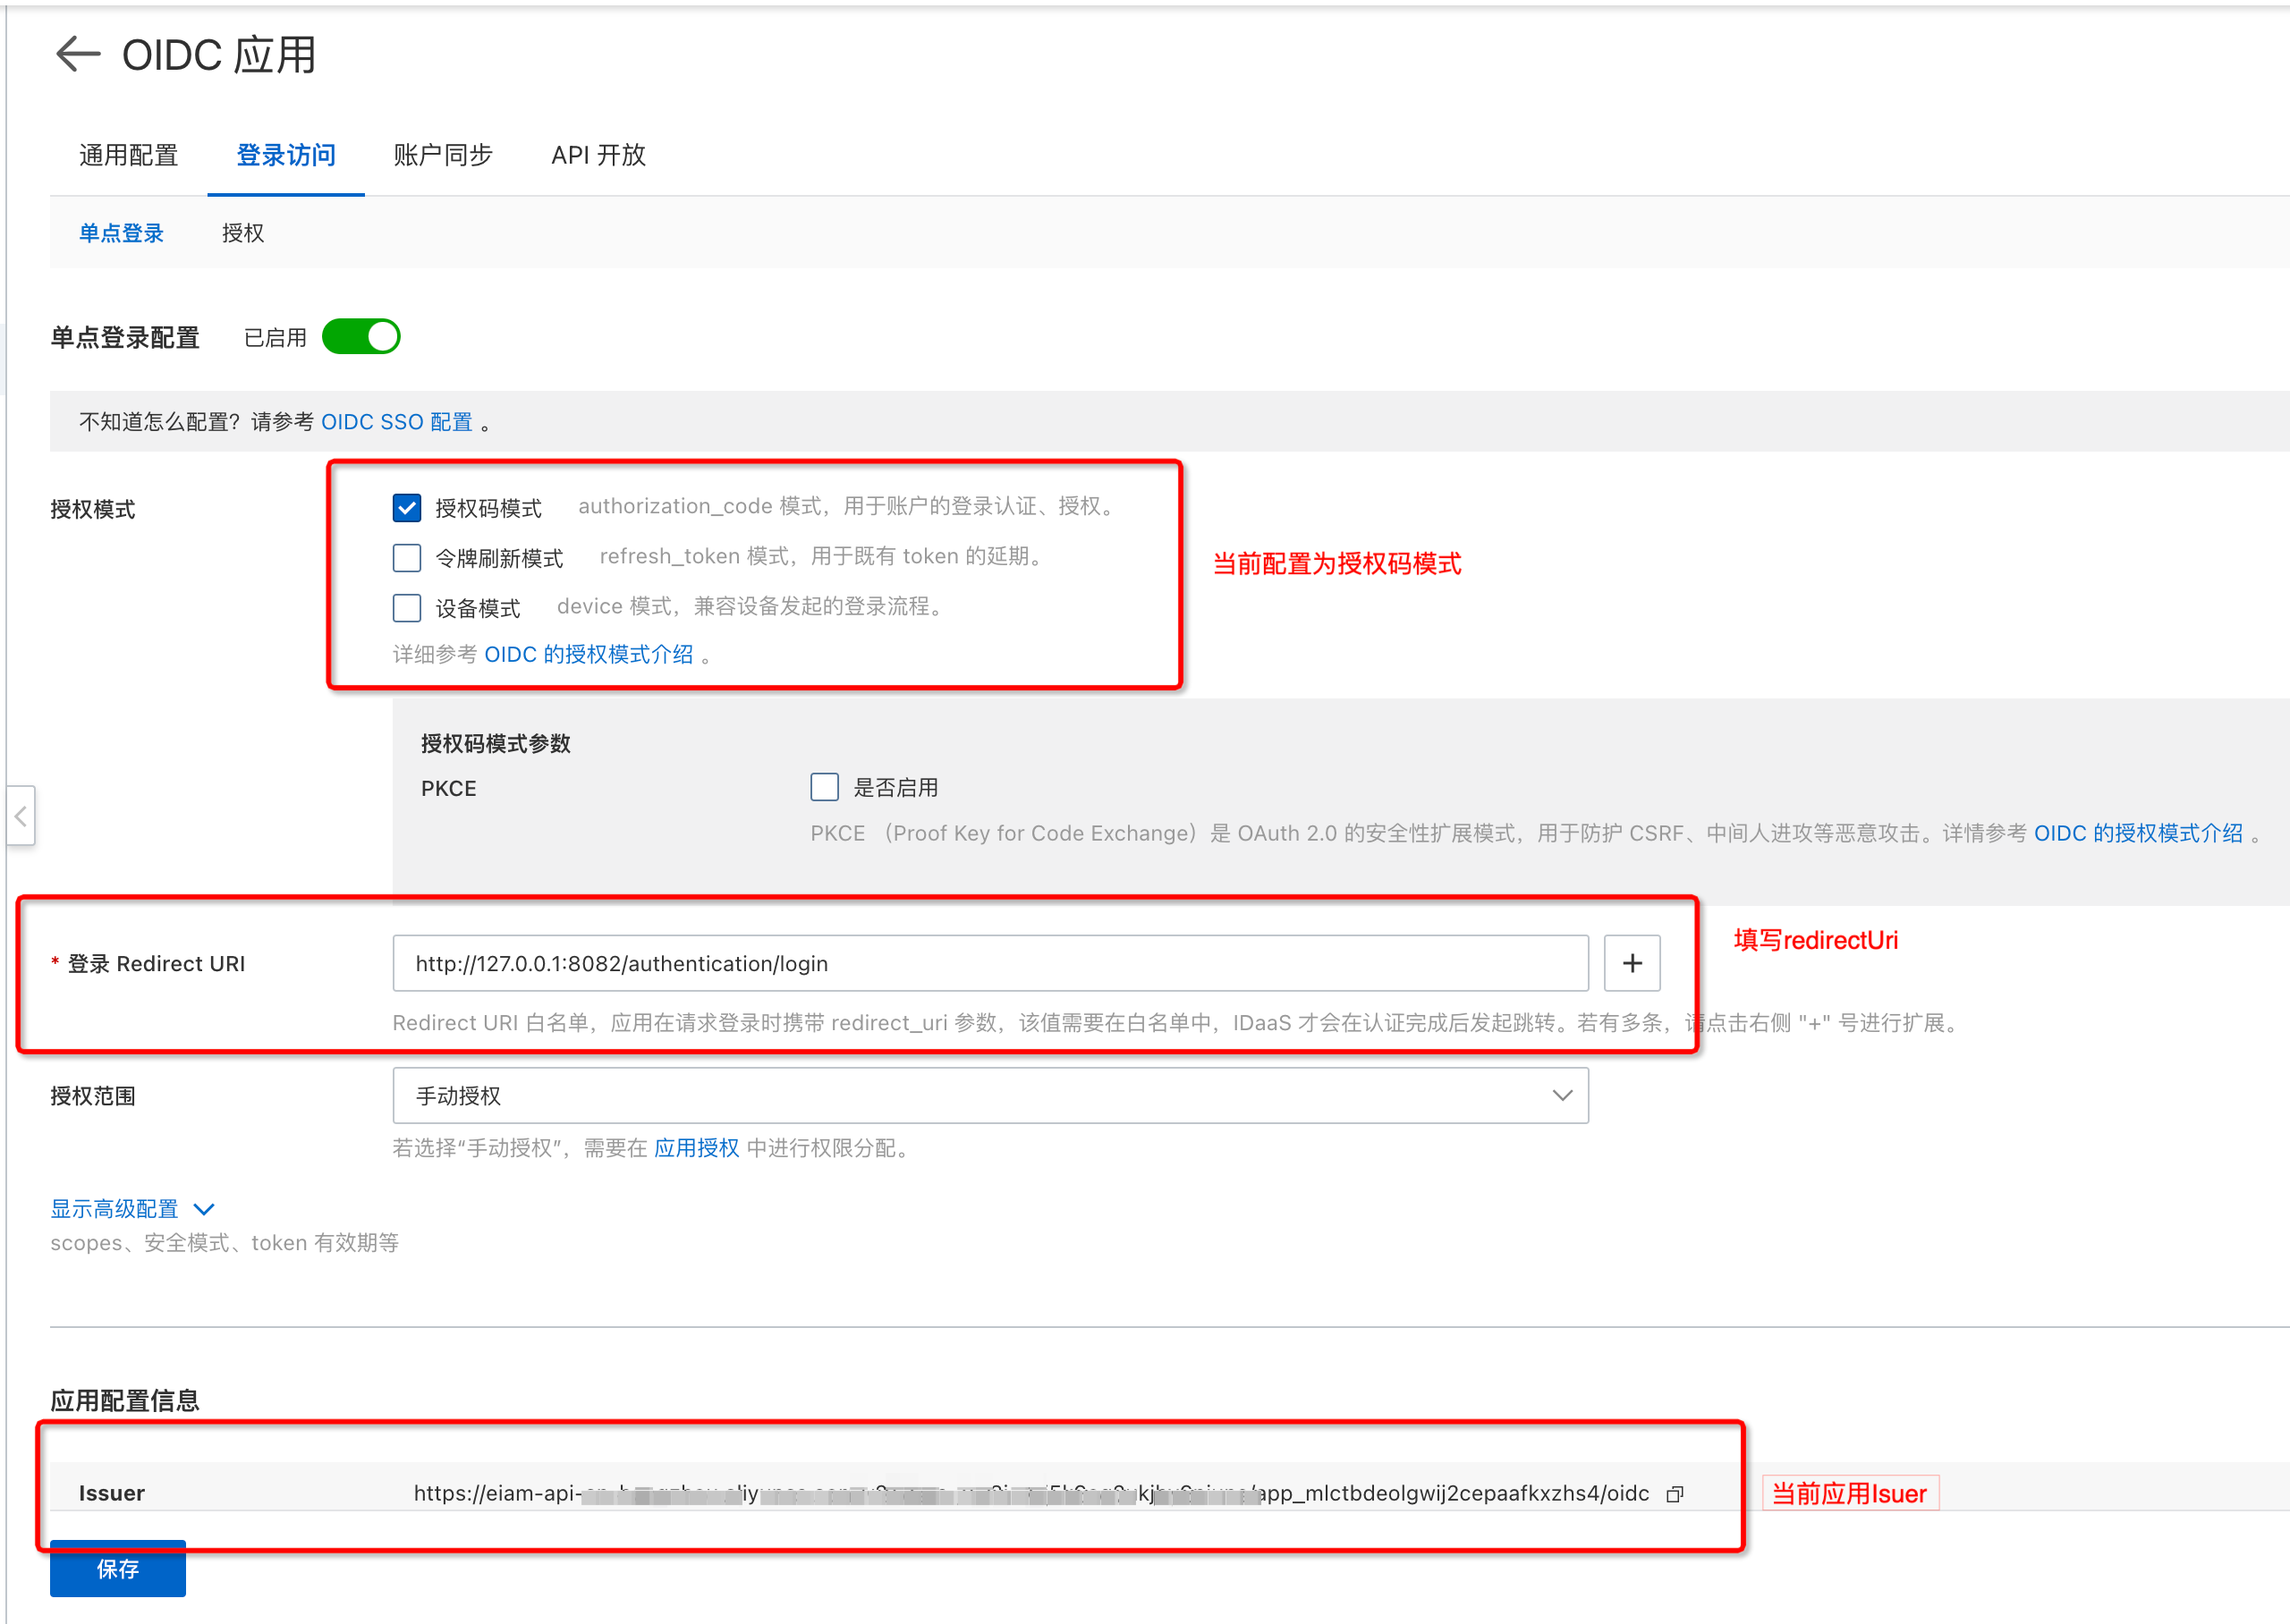 OIDC 应用
通用配置 登录访问 账户同步 API 开放
单点登录 授权
单点登录配置 已启用
不知道怎么配置？请参考 OIDC SSO 配置 。
授权模式 授权码模式 authorization_code 模式，用于账户的登录认证、授权。
令牌刷新模式 refresh_token 模式，用于既有 token 的延期。
当前配置为授权码模式
设备模式 device 模式，兼容设备发起的登录流程。
详细参考 OIDC 的授权模式介绍 。
授权码模式参数
PKCE 是否启用
PKCE （Proof Key for Code Exchange）是 OAuth 2.0 的安全性扩展模式，用于防护 CSRF、中间人进攻等恶意攻击。详情参考 OIDC 的授权模式介绍 。
填写redirectUri
* 登录 Redirect URI http://127.0.0.1:8082/authentication/login +
Redirect URI 白名单，应用在请求登录时携带 redirect_uri 参数，该值需要在白名单中，IDaaS 才会在认证完成后发起跳转。若有多条，请点击右侧 "+" 号进行扩展。
授权范围 手动授权
若选择“手动授权”，需要在 应用授权 中进行权限分配。
显示高级配置
scopes、安全模式、token 有效期等
应用配置信息
Issuer https://eiam-api- app_mlctbdeolgwij2cepaafkxzhs4/oidc 当前应用Isuer
保存